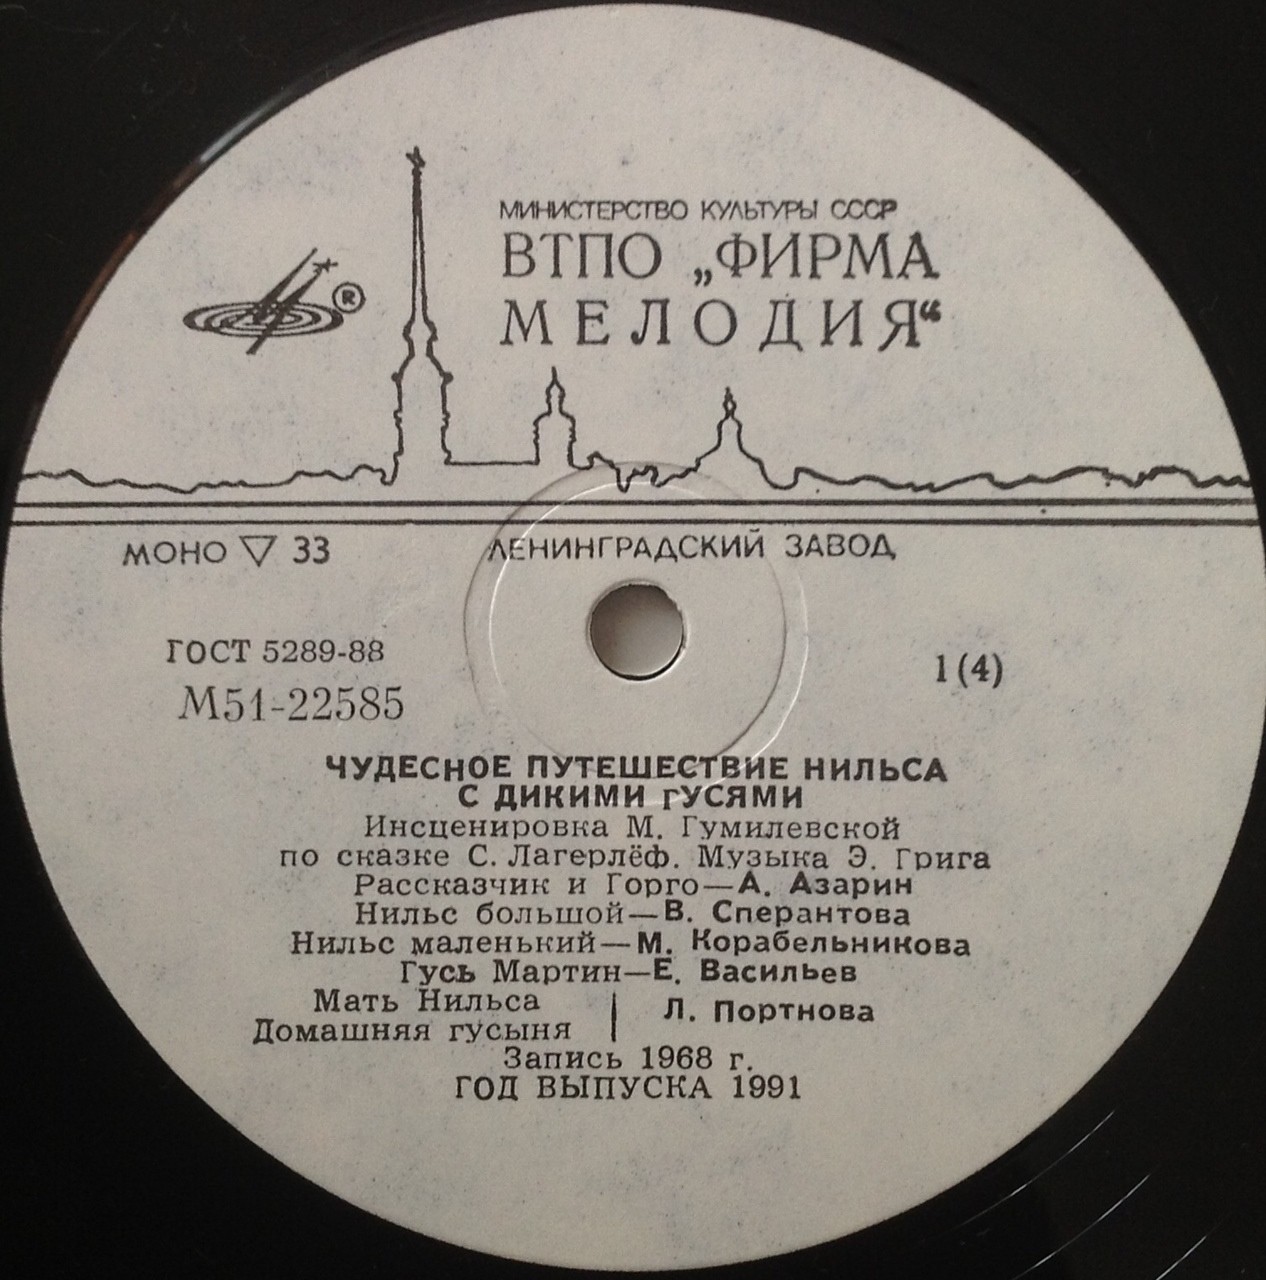 МИНИСТЕРСТВО КУЛЬТУРЫ СССР
ВТПО „ФИРМА
МЕЛОДИЯ“
®
МОНО ▽ 33 ЛЕНИНГРАДСКИЙ ЗАВОД
ГОСТ 5289-88
М51-22585
1(4)
ЧУДЕСНОЕ ПУТЕШЕСТВИЕ НИЛЬСА
С ДИКИМИ ГУСЯМИ
Инсценировка М. Гумилевской
по сказке С. Лагерлёф. Музыка Э. Грига
Рассказчик и Горго—А. Азарин
Нильс большой—В. Сперантова
Нильс маленький—М. Корабельникова
Гусь Мартин—Е. Васильев
Мать Нильса
Домашняя гусыня | Л. Портнова
Запись 1968 г.
ГОД ВЫПУСКА 1991